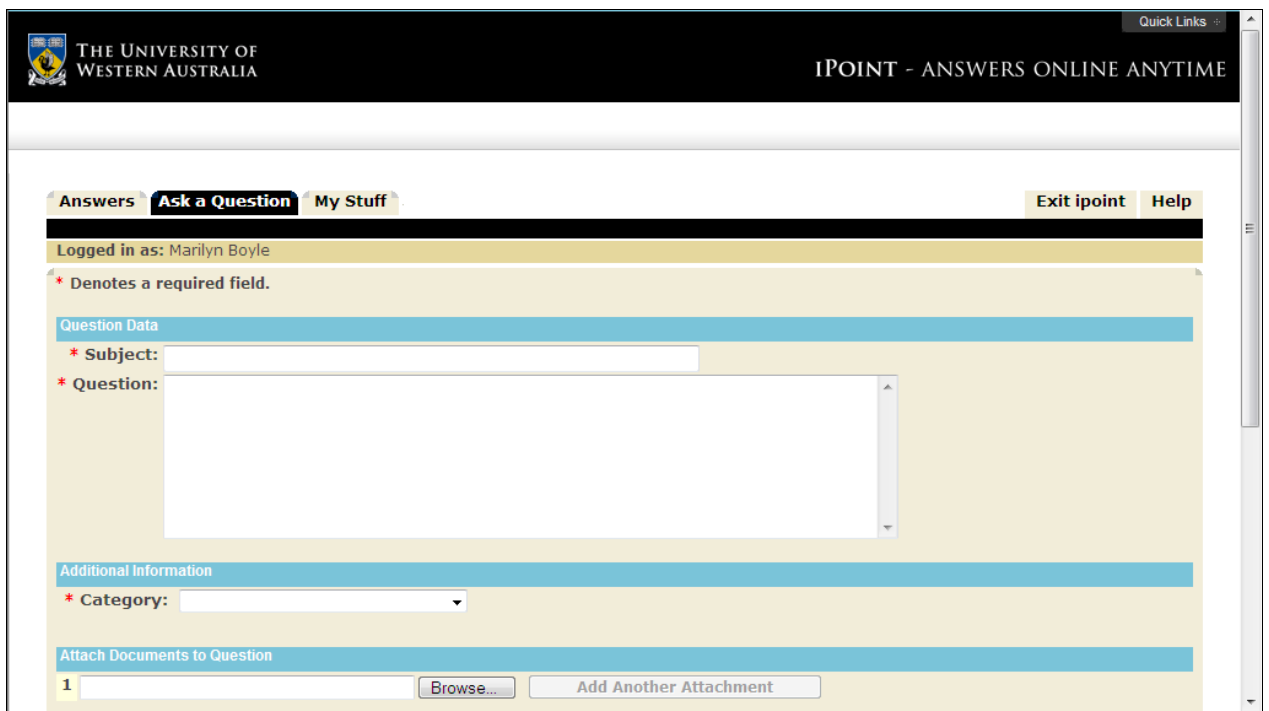 Quick Links
THE UNIVERSITY OF
WESTERN AUSTRALIA
IPOINT - ANSWERS ONLINE ANYTIME
Answers Ask a Question My Stuff Exit ipoint Help
Logged in as: Marilyn Boyle
* Denotes a required field.
Question Data
* Subject:
* Question:
Additional Information
* Category:
Attach Documents to Question
1 Browse... Add Another Attachment